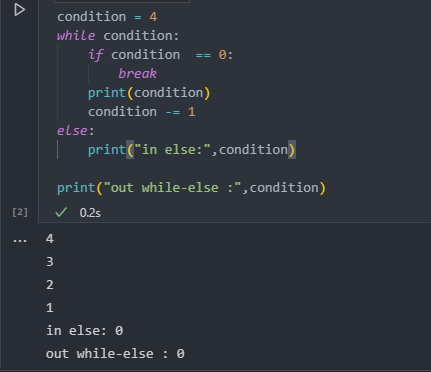 condition = 4
while condition:
    if condition  == 0:
        break
    print(condition)
    condition -= 1
else:
    print("in else:",condition)
print("out while-else :",condition)
[2] ✓ 0.2s
... 4
3
2
1
in else: 0
out while-else : 0